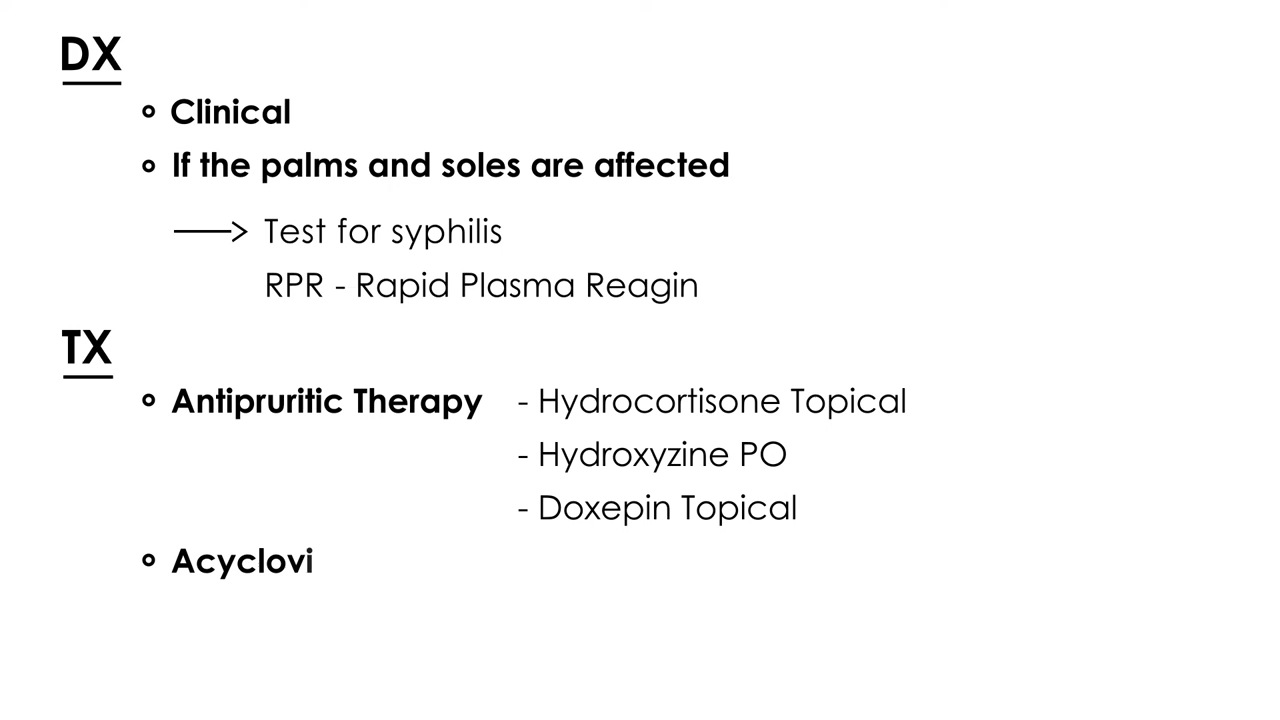 DX
Clinical
If the palms and soles are affected
Test for syphilis
RPR - Rapid Plasma Reagin
TX
Antipruritic Therapy - Hydrocortisone Topical
- Hydroxyzine PO
- Doxepin Topical
Acyclovi